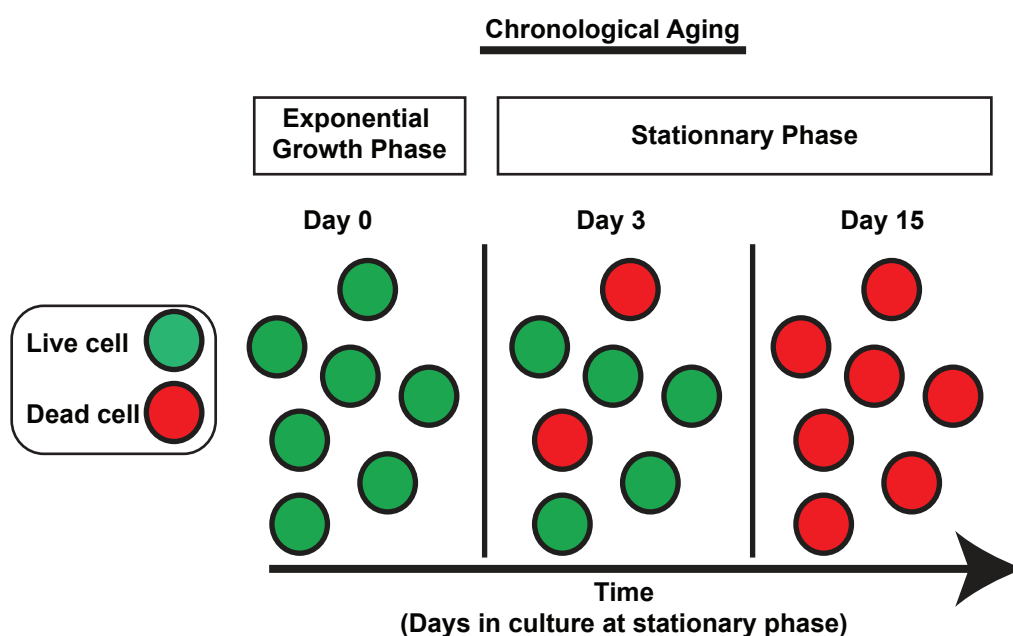 Chronological Aging
Exponential
Growth Phase
Stationnary Phase
Day 0
Day 3
Day 15
Live cell
Dead cell
Time
(Days in culture at stationary phase)